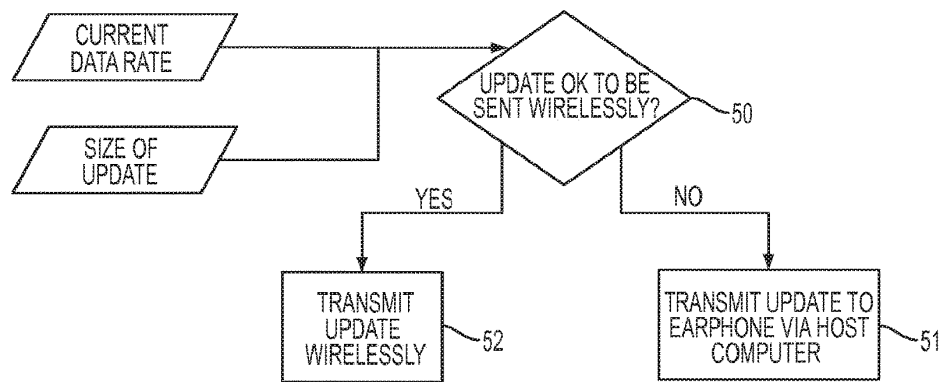 CURRENT
DATA RATE
SIZE OF
UPDATE
UPDATE OK TO BE
SENT WIRELESSLY?
50
YES
NO
TRANSMIT
UPDATE
WIRELESSLY
52
TRANSMIT UPDATE TO
EARPHONE VIA HOST
COMPUTER
51